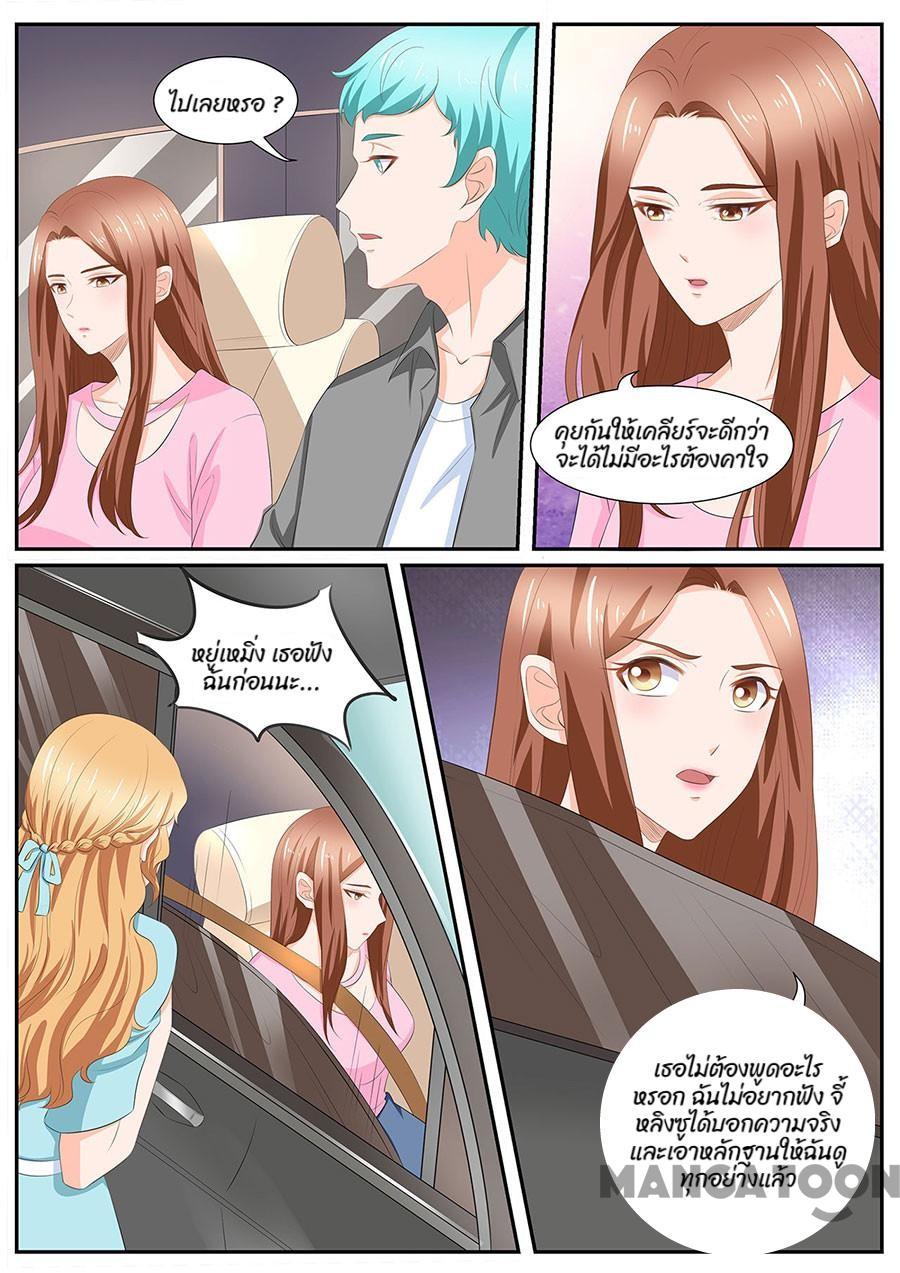 ไปเลยหรอ ?
คุยกันให้เคลียร์จะดีกว่า
จะได้ไม่มีอะไรต้องคาใจ
หยู่เหมิ่ง เธอฟัง
ฉันก่อนนะ...
เธอไม่ต้องพูดอะไร
หรอก ฉันไม่อยากฟัง จี้
หลิงซูได้บอกความจริง
และเอาหลักฐานให้ฉันดู
ทุกอย่างแล้ว
MANGATOON